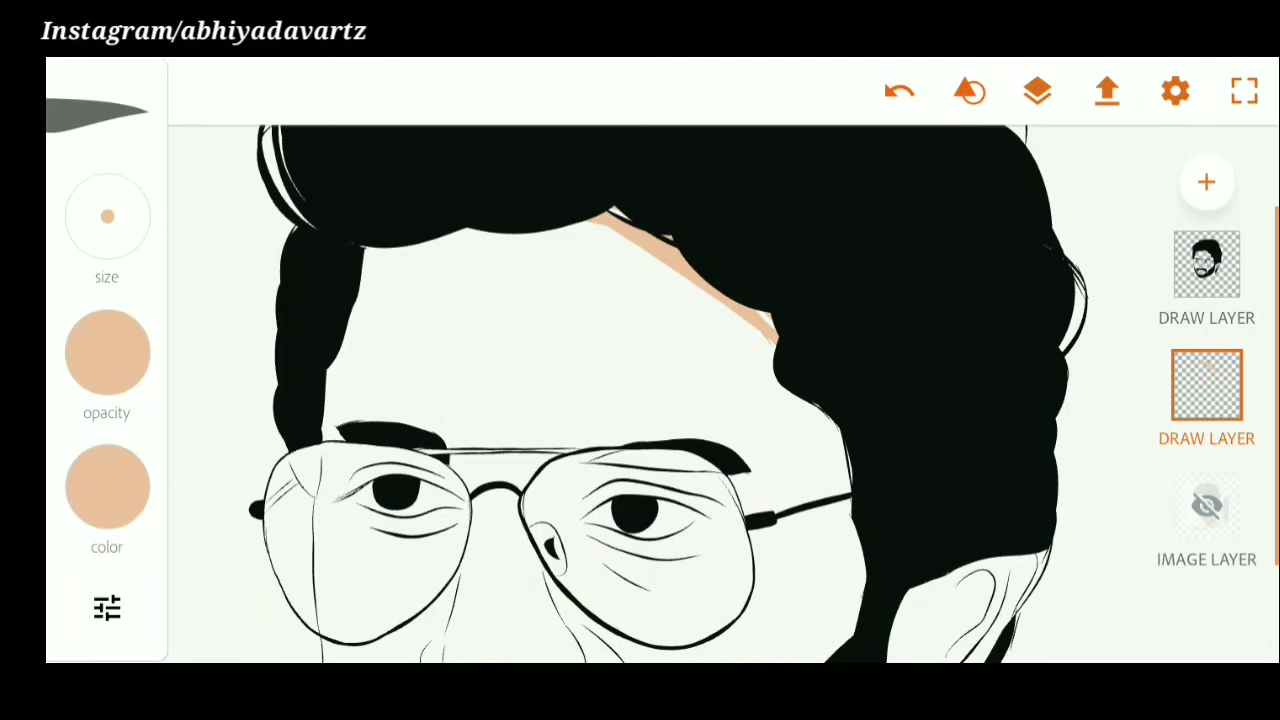 Instagram/abhiyadavartz
size
opacity
color
DRAW LAYER
DRAW LAYER
IMAGE LAYER